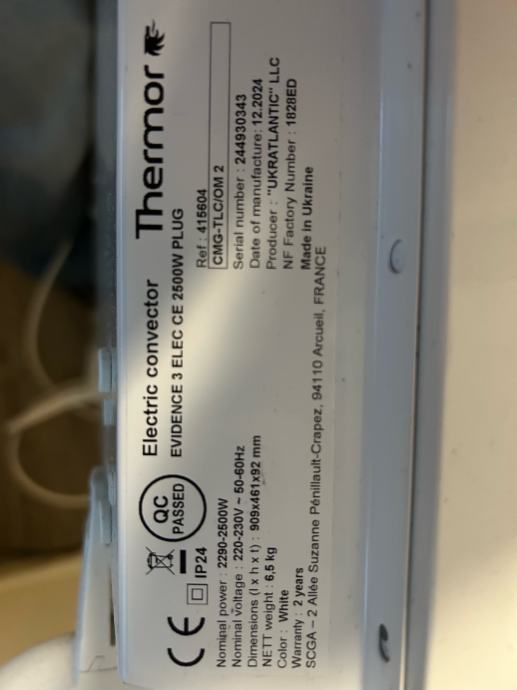 Thermor
Electric convector
EVIDENCE 3 ELEC CE 2500W PLUG
Ref : 415604
CMG-TLC/OM 2
Serial number : 244930343
Date of manufacture: 12.2024
Producer : "UKRATLANTIC" LLC
NF Factory Number : 1828ED
Made in Ukraine
QC
PASSED
CE
IP24
Nominal power : 2290-2500W
Nominal voltage : 220-230V ~ 50-60Hz
Dimensions (l x h x t) : 909x461x92 mm
NETT weight : 6,5 kg
Color : White
Warranty : 2 years
SCGA – 2 Allée Suzanne Pénillault-Crapez, 94110 Arcueil, FRANCE